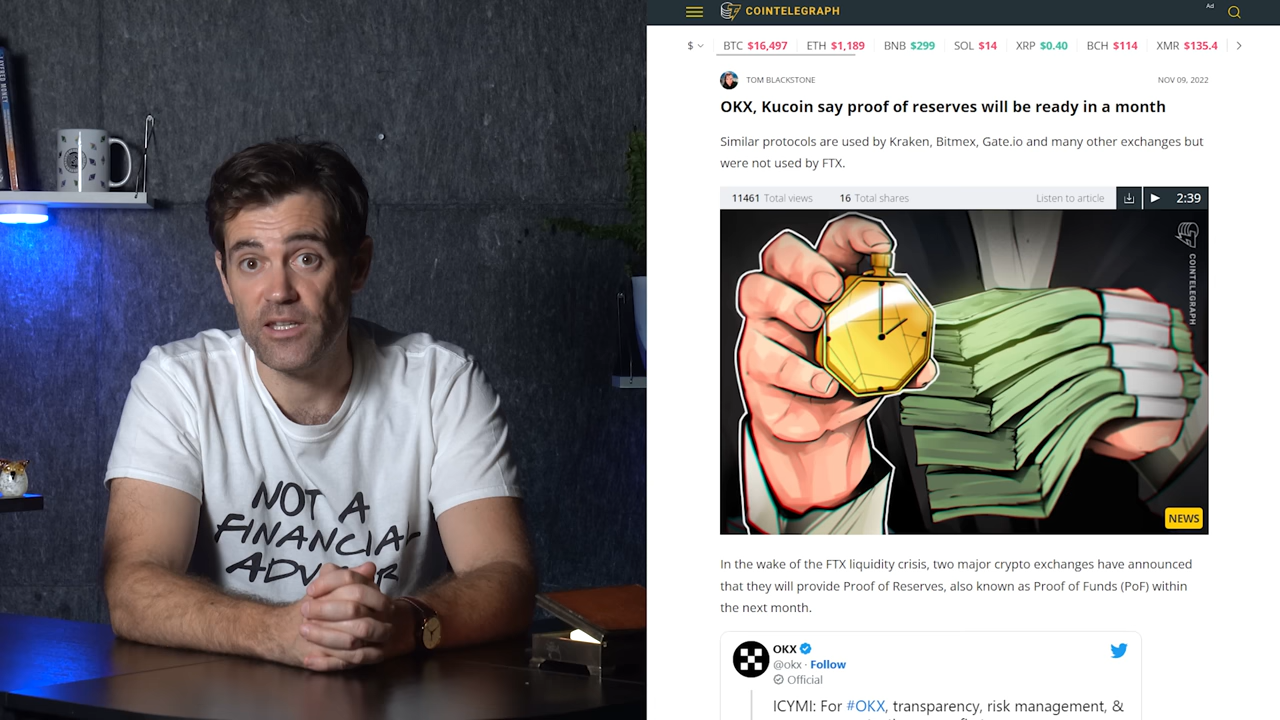 NOT A
FINANCIAL
COINTELEGRAPH
Ad
$ BTC $16,497 ETH $1,189 BNB $299 SOL $14 XRP $0.40 BCH $114 XMR $135.4
TOM BLACKSTONE NOV 09, 2022
OKX, Kucoin say proof of reserves will be ready in a month
Similar protocols are used by Kraken, Bitmex, Gate.io and many other exchanges but
were not used by FTX.
11461 Total views 16 Total shares Listen to article 2:39
COINTELEGRAPH
NEWS
In the wake of the FTX liquidity crisis, two major crypto exchanges have announced
that they will provide Proof of Reserves, also known as Proof of Funds (PoF) within
the next month.
OKX
@okx · Follow
Official
ICYMI: For #OKX, transparency, risk management, &